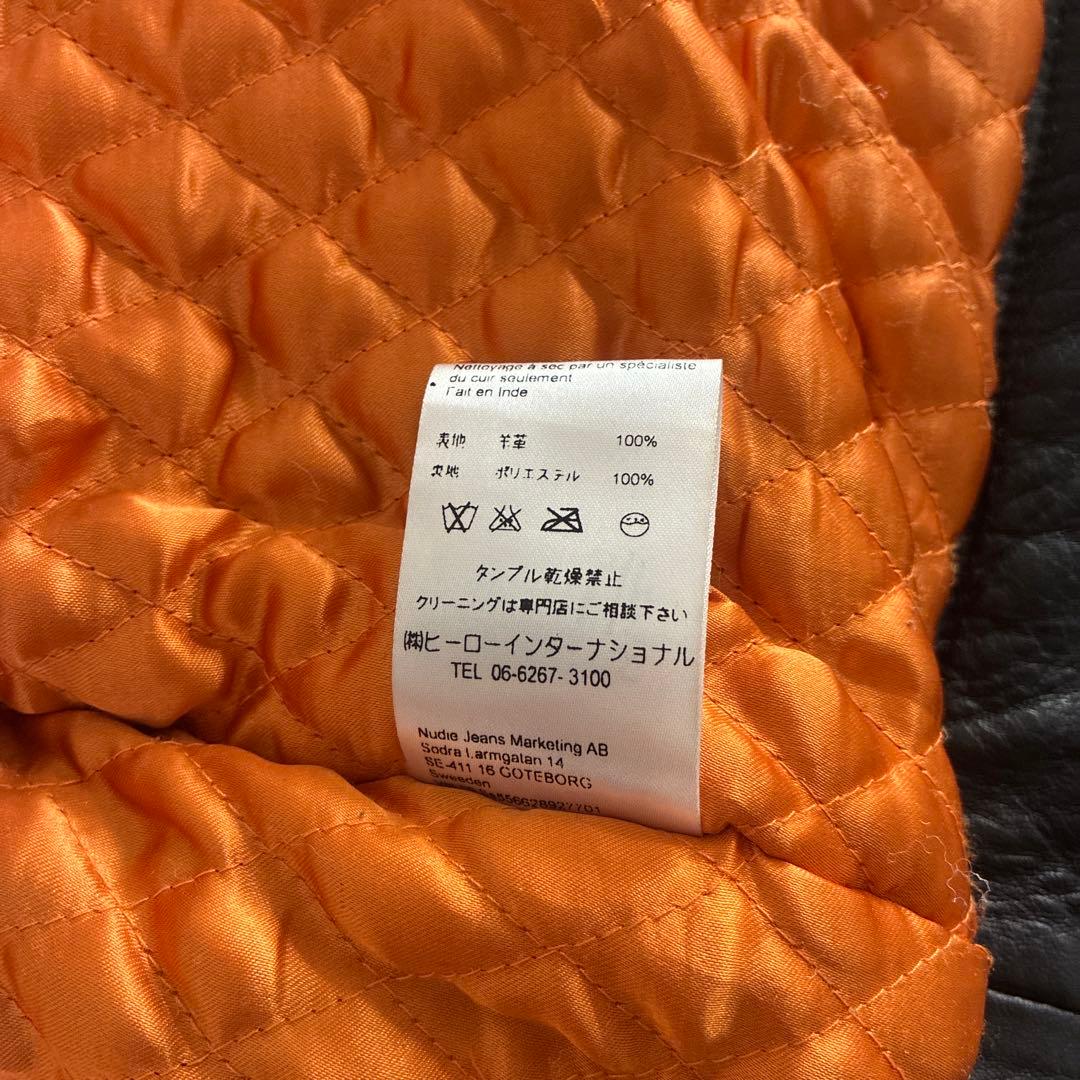 Nettoyage à sec par un spécialiste
du cuir seulement
Fait en Inde
表地 羊革 100%
裏地 ポリエステル 100%
タンブル乾燥禁止
クリーニングは専門店にご相談下さい
㈱ヒーローインターナショナル
TEL 06-6267-3100
Nudie Jeans Marketing AB
Sodra Larmgatan 14
SE-411 16 GOTEBORG
Sweden
556628927701